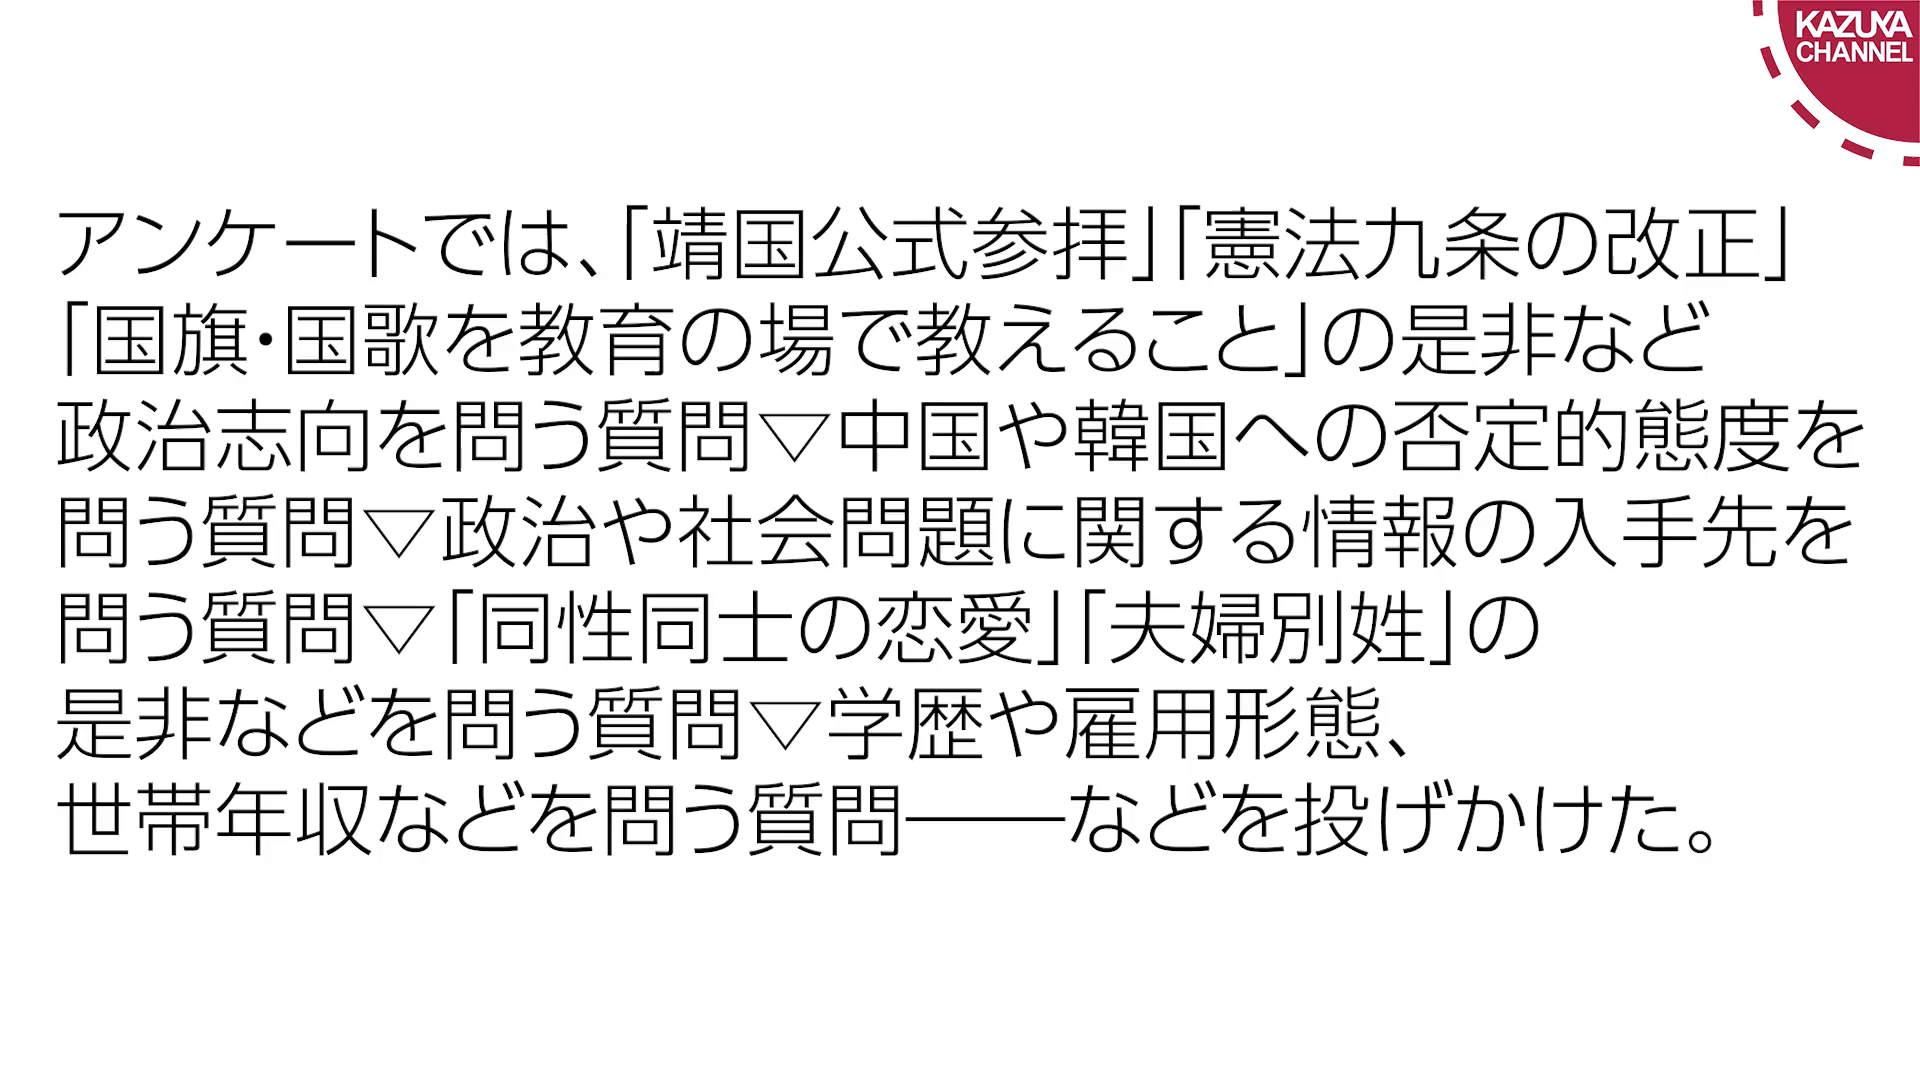 KAZUYA
CHANNEL
アンケートでは、「靖国公式参拝」「憲法九条の改正」
「国旗・国歌を教育の場で教えること」の是非など
政治志向を問う質問▽中国や韓国への否定的態度を
問う質問▽政治や社会問題に関する情報の入手先を
問う質問▽「同性同士の恋愛」「夫婦別姓」の
是非などを問う質問▽学歴や雇用形態、
世帯年収などを問う質問――などを投げかけた。